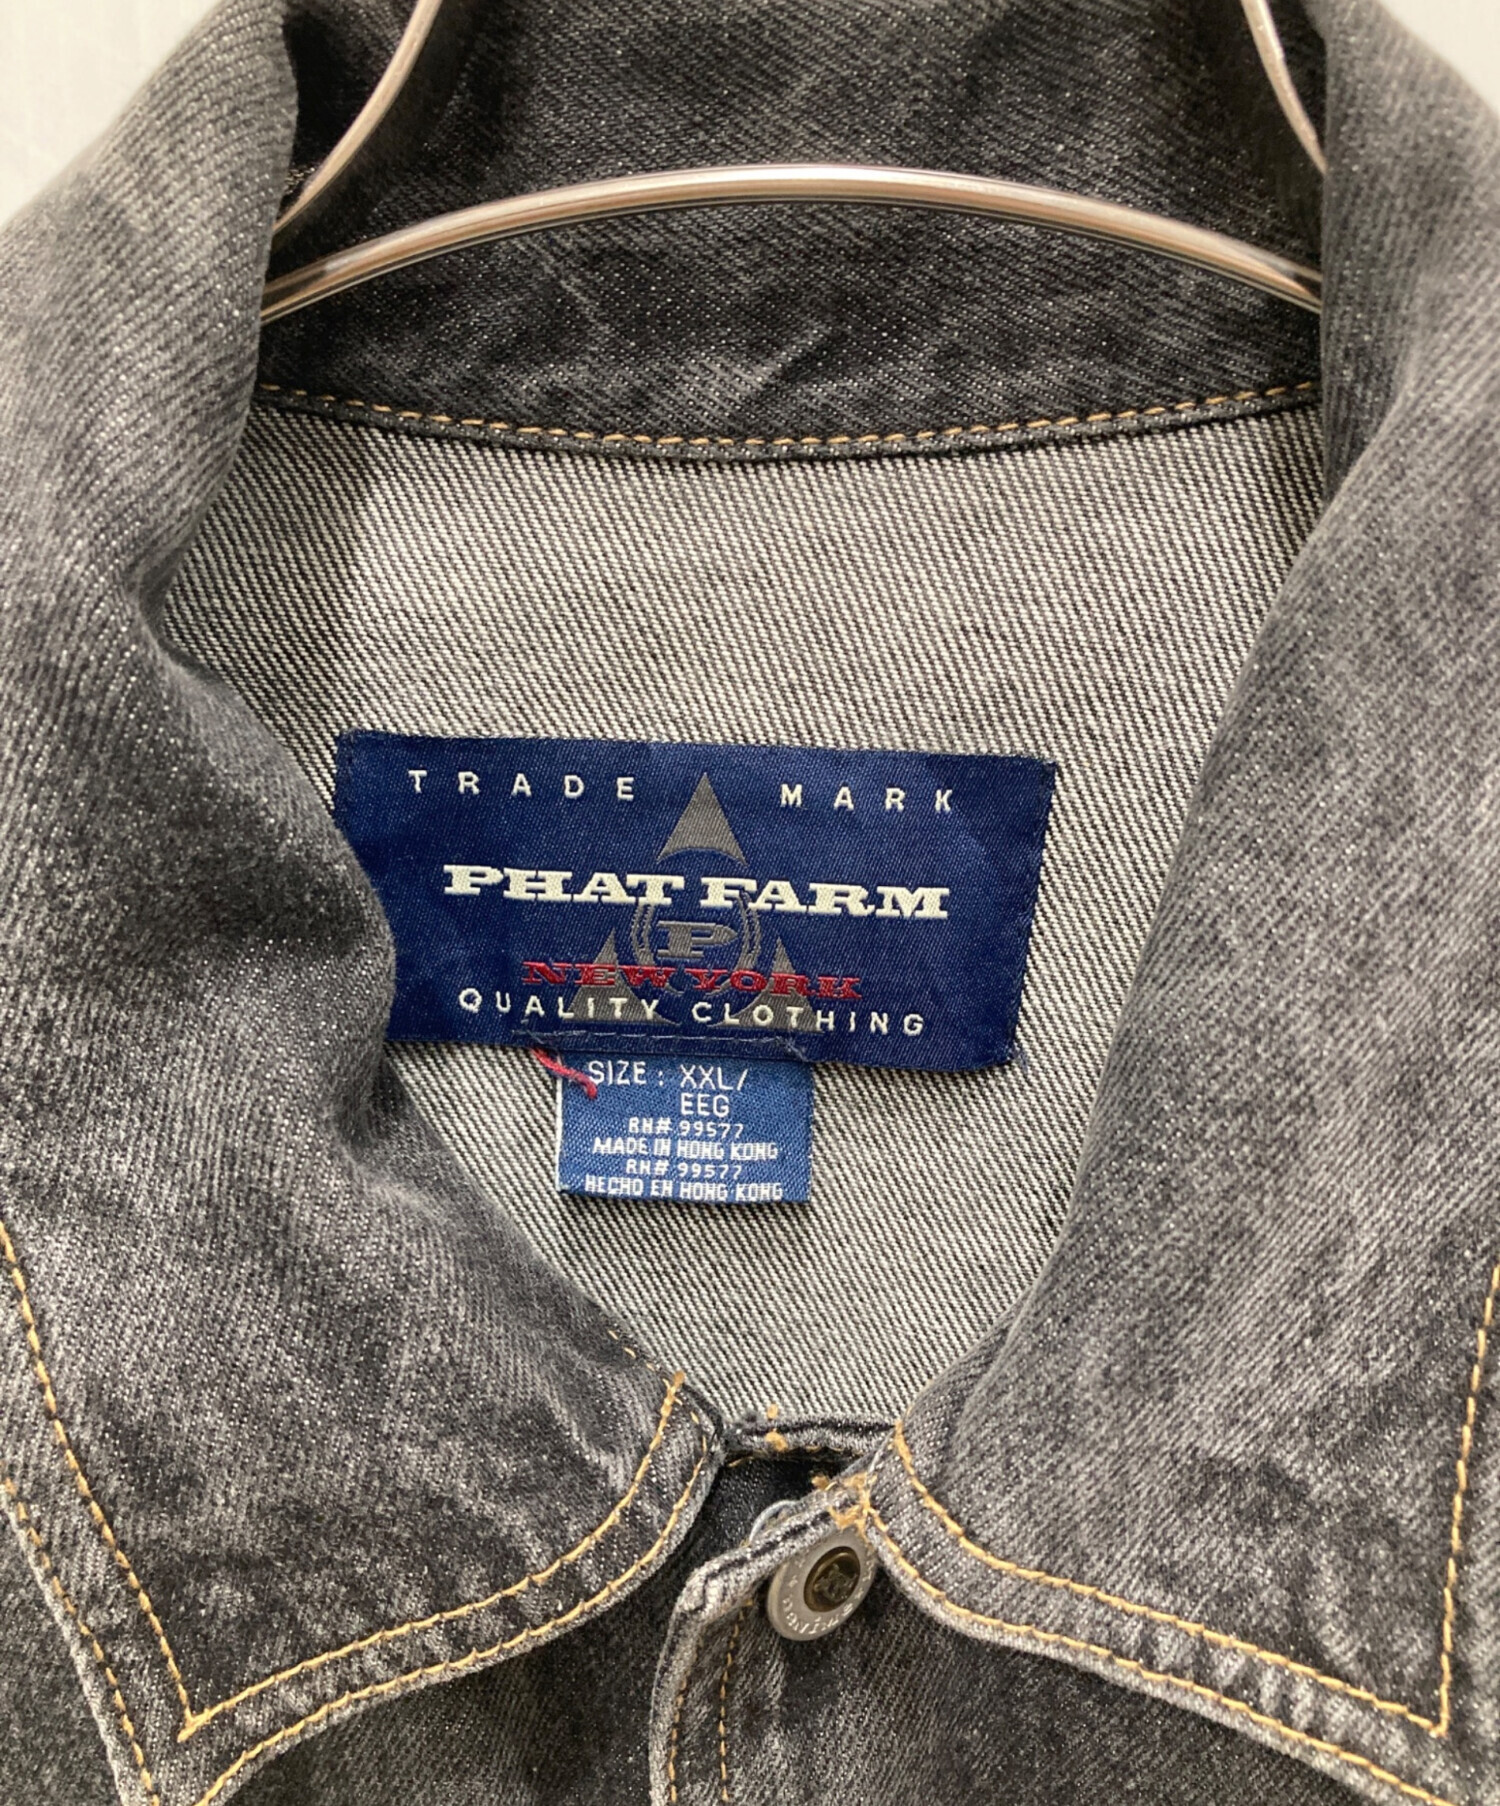 TRADE MARK
PHAT FARM
P
NEW YORK
QUALITY CLOTHING
SIZE : XXL/
EEG
RN# 99577
MADE IN HONG KONG
RN# 99577
HECHO EN HONG KONG